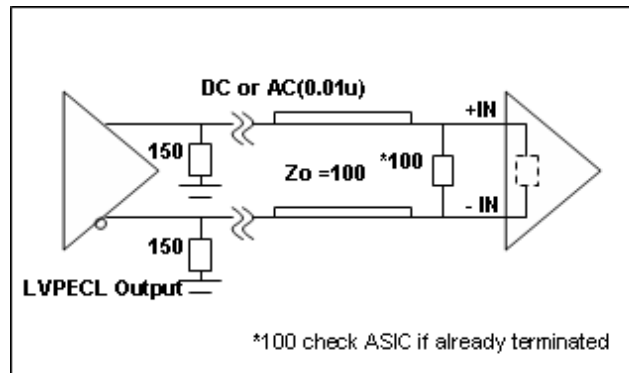 DC or AC(0.01u)
+IN
150
Zo =100
*100
- IN
150
LVPECL Output
*100 check ASIC if already terminated